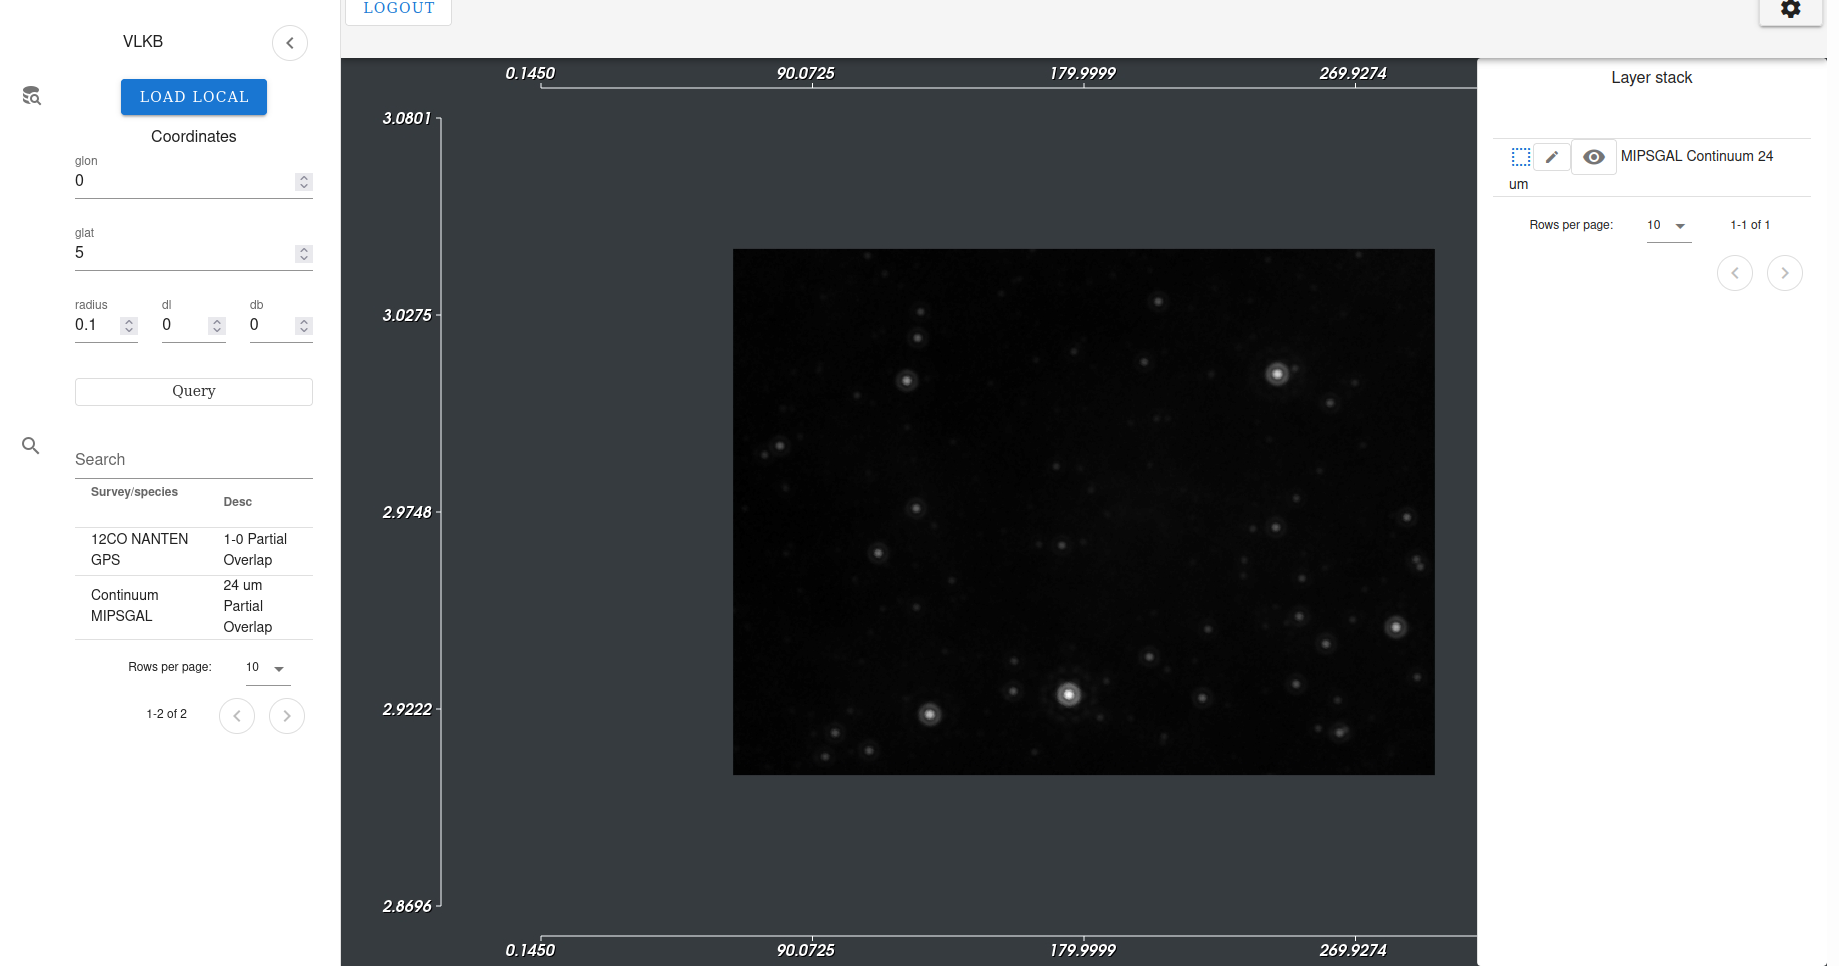 LOGOUT
VLKB
LOAD LOCAL
Coordinates
glon
0
glat
5
radius dl db
0.1 0 0
Query
Search
Survey/species Desc
12CO NANTEN GPS 1-0 Partial Overlap
Continuum MIPSGAL 24 um Partial Overlap
Rows per page: 10
1-2 of 2
0.1450 90.0725 179.9999 269.9274
3.0801
3.0275
2.9748
2.9222
2.8696
0.1450 90.0725 179.9999 269.9274
Layer stack
MIPSGAL Continuum 24
um
Rows per page: 10 1-1 of 1